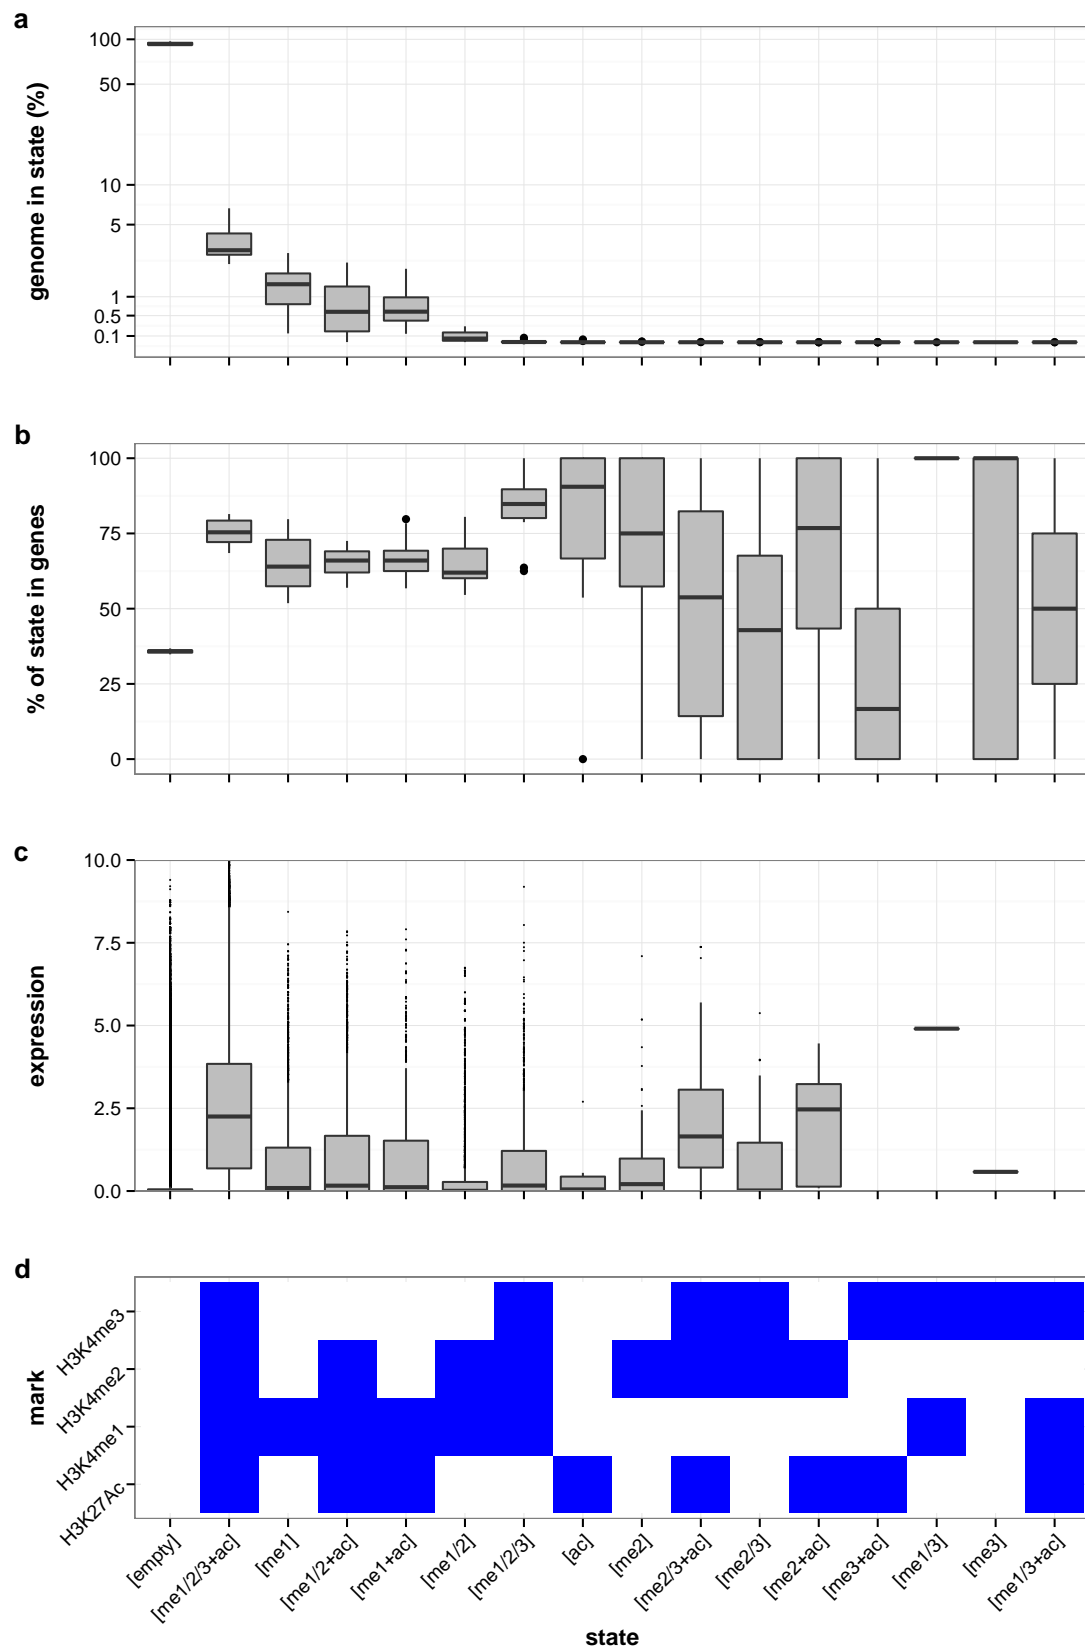 a
genome in state (%)
100
50
10
5
1
0.5
0.1
b
% of state in genes
100
75
50
25
0
c
expression
10.0
7.5
5.0
2.5
0.0
d
mark
H3K4me3
H3K4me2
H3K4me1
H3K27Ac
[empty]
[me1/2/3+ac]
[me1]
[me1/2+ac]
[me1+ac]
[me1/2]
[me1/2/3]
[ac]
[me2]
[me2/3+ac]
[me2/3]
[me2+ac]
[me3+ac]
[me1/3]
[me3]
[me1/3+ac]
state